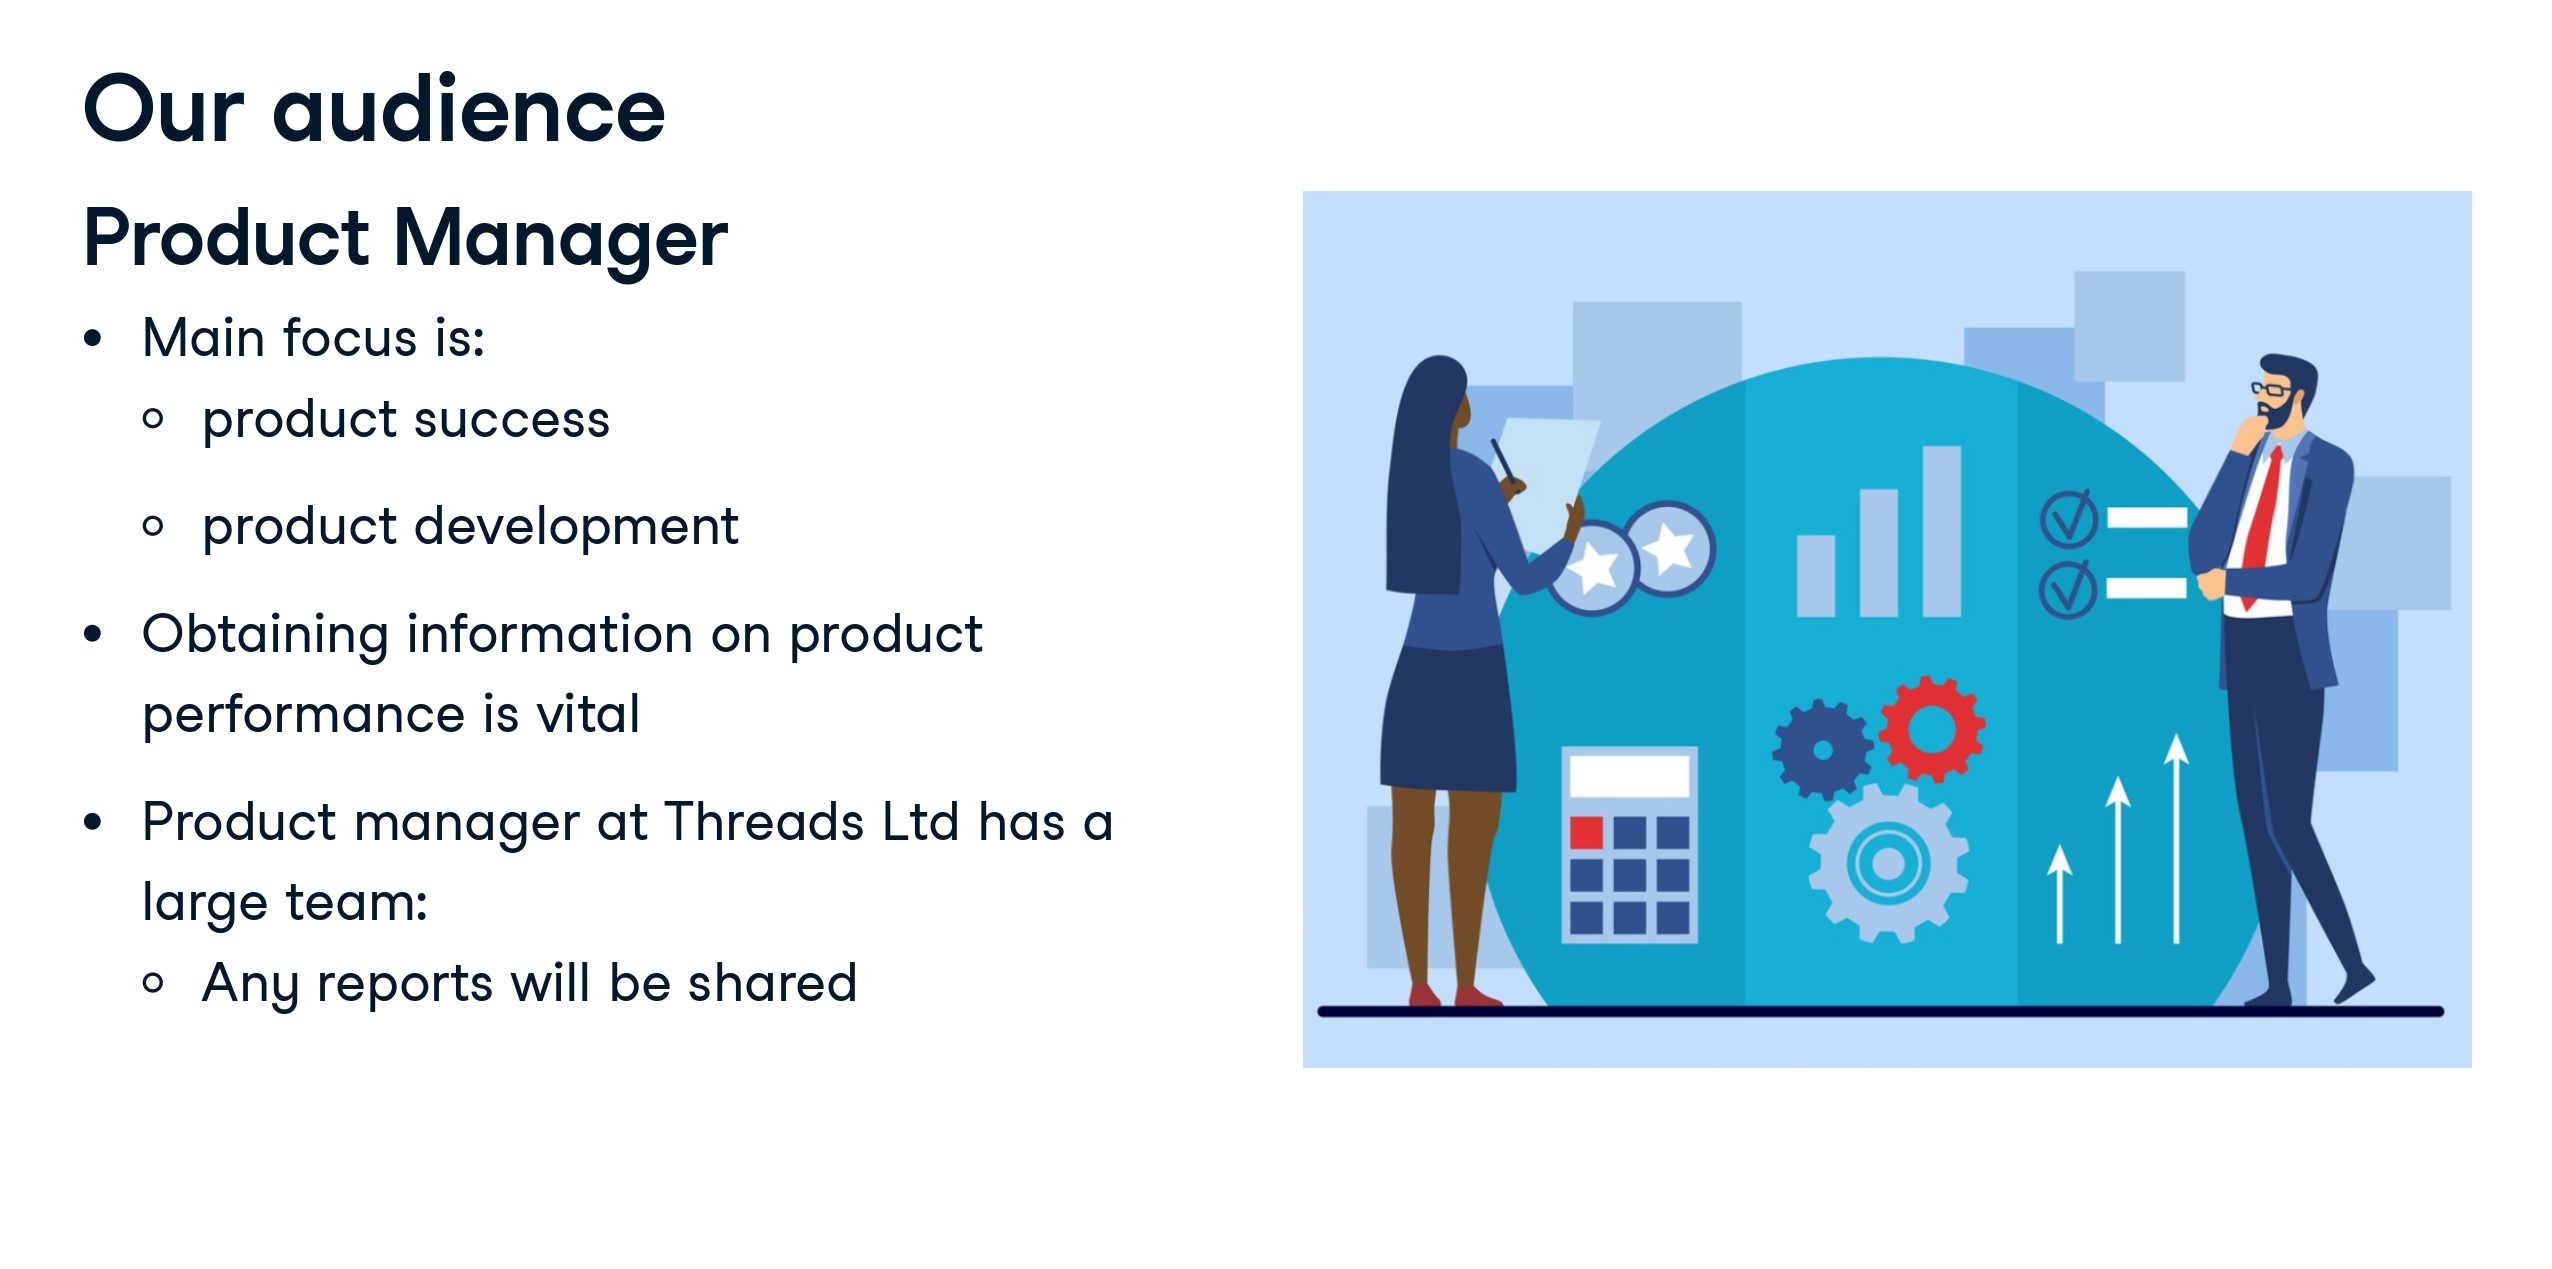 Our audience
Product Manager
• Main focus is:
○ product success
○ product development
• Obtaining information on product
performance is vital
• Product manager at Threads Ltd has a
large team:
○ Any reports will be shared